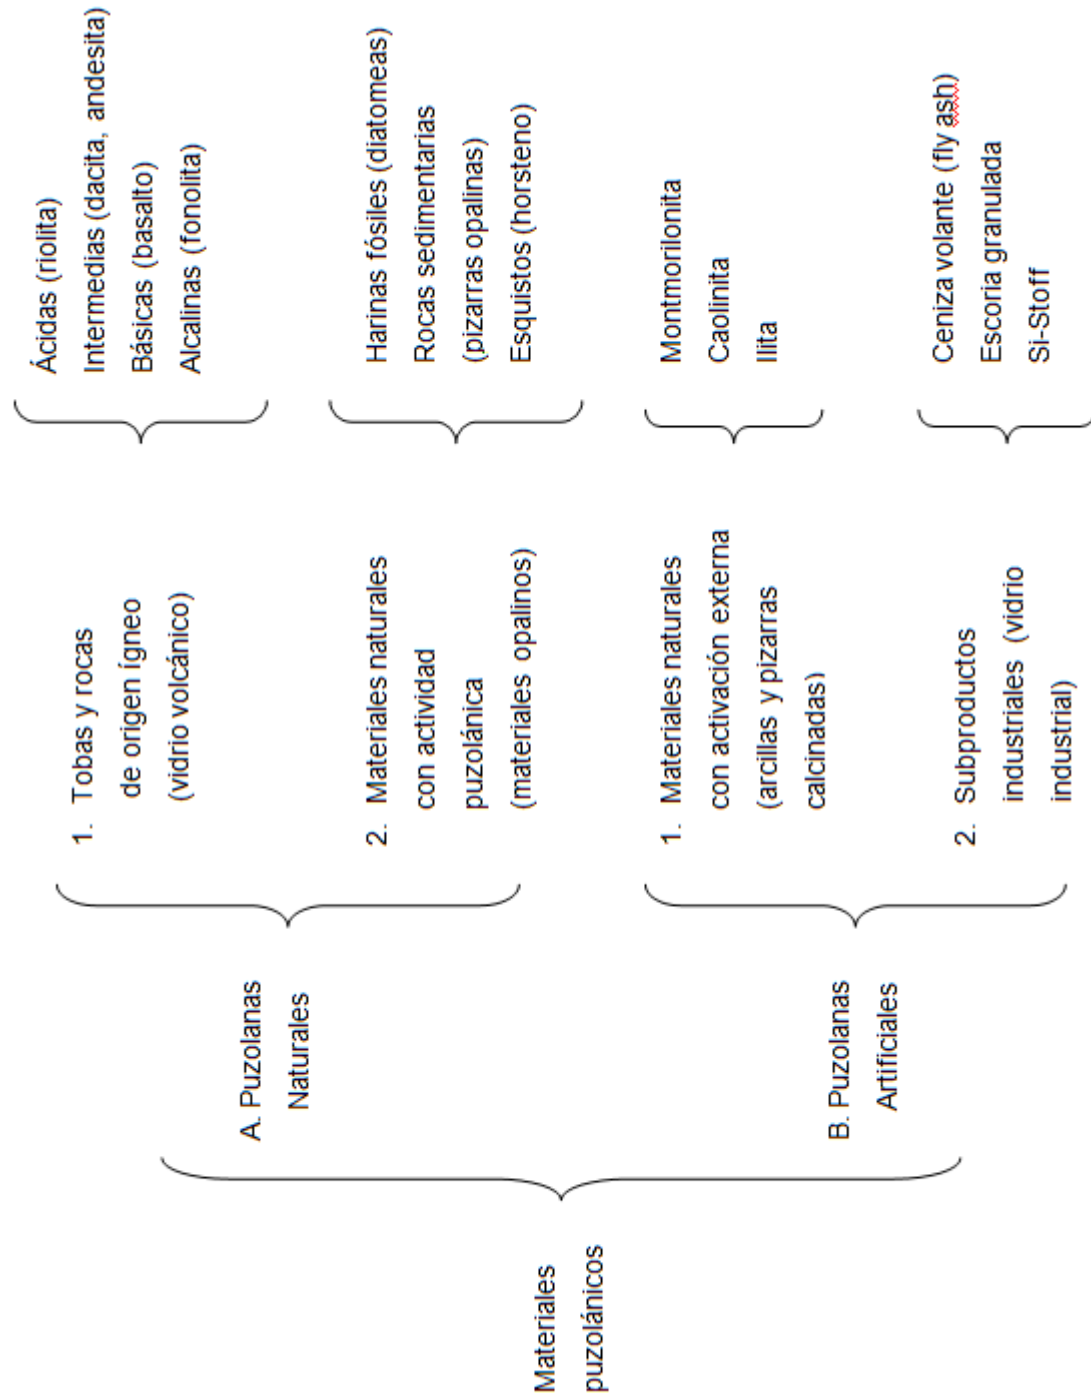 Materiales
puzolánicos
A. Puzolanas
Naturales
1. Tobas y rocas
de origen ígneo
(vidrio volcánico)
Ácidas (riolita)
Intermedias (dacita, andesita)
Básicas (basalto)
Alcalinas (fonolita)
2. Materiales naturales
con actividad
puzolánica
(materiales opalinos)
Harinas fósiles (diatomeas)
Rocas sedimentarias
(pizarras opalinas)
Esquistos (horsteno)
B. Puzolanas
Artificiales
1. Materiales naturales
con activación externa
(arcillas y pizarras
calcinadas)
Montmorilonita
Caolinita
Illita
2. Subproductos
industriales (vidrio
industrial)
Ceniza volante (fly ash)
Escoria granulada
Si-Stoff